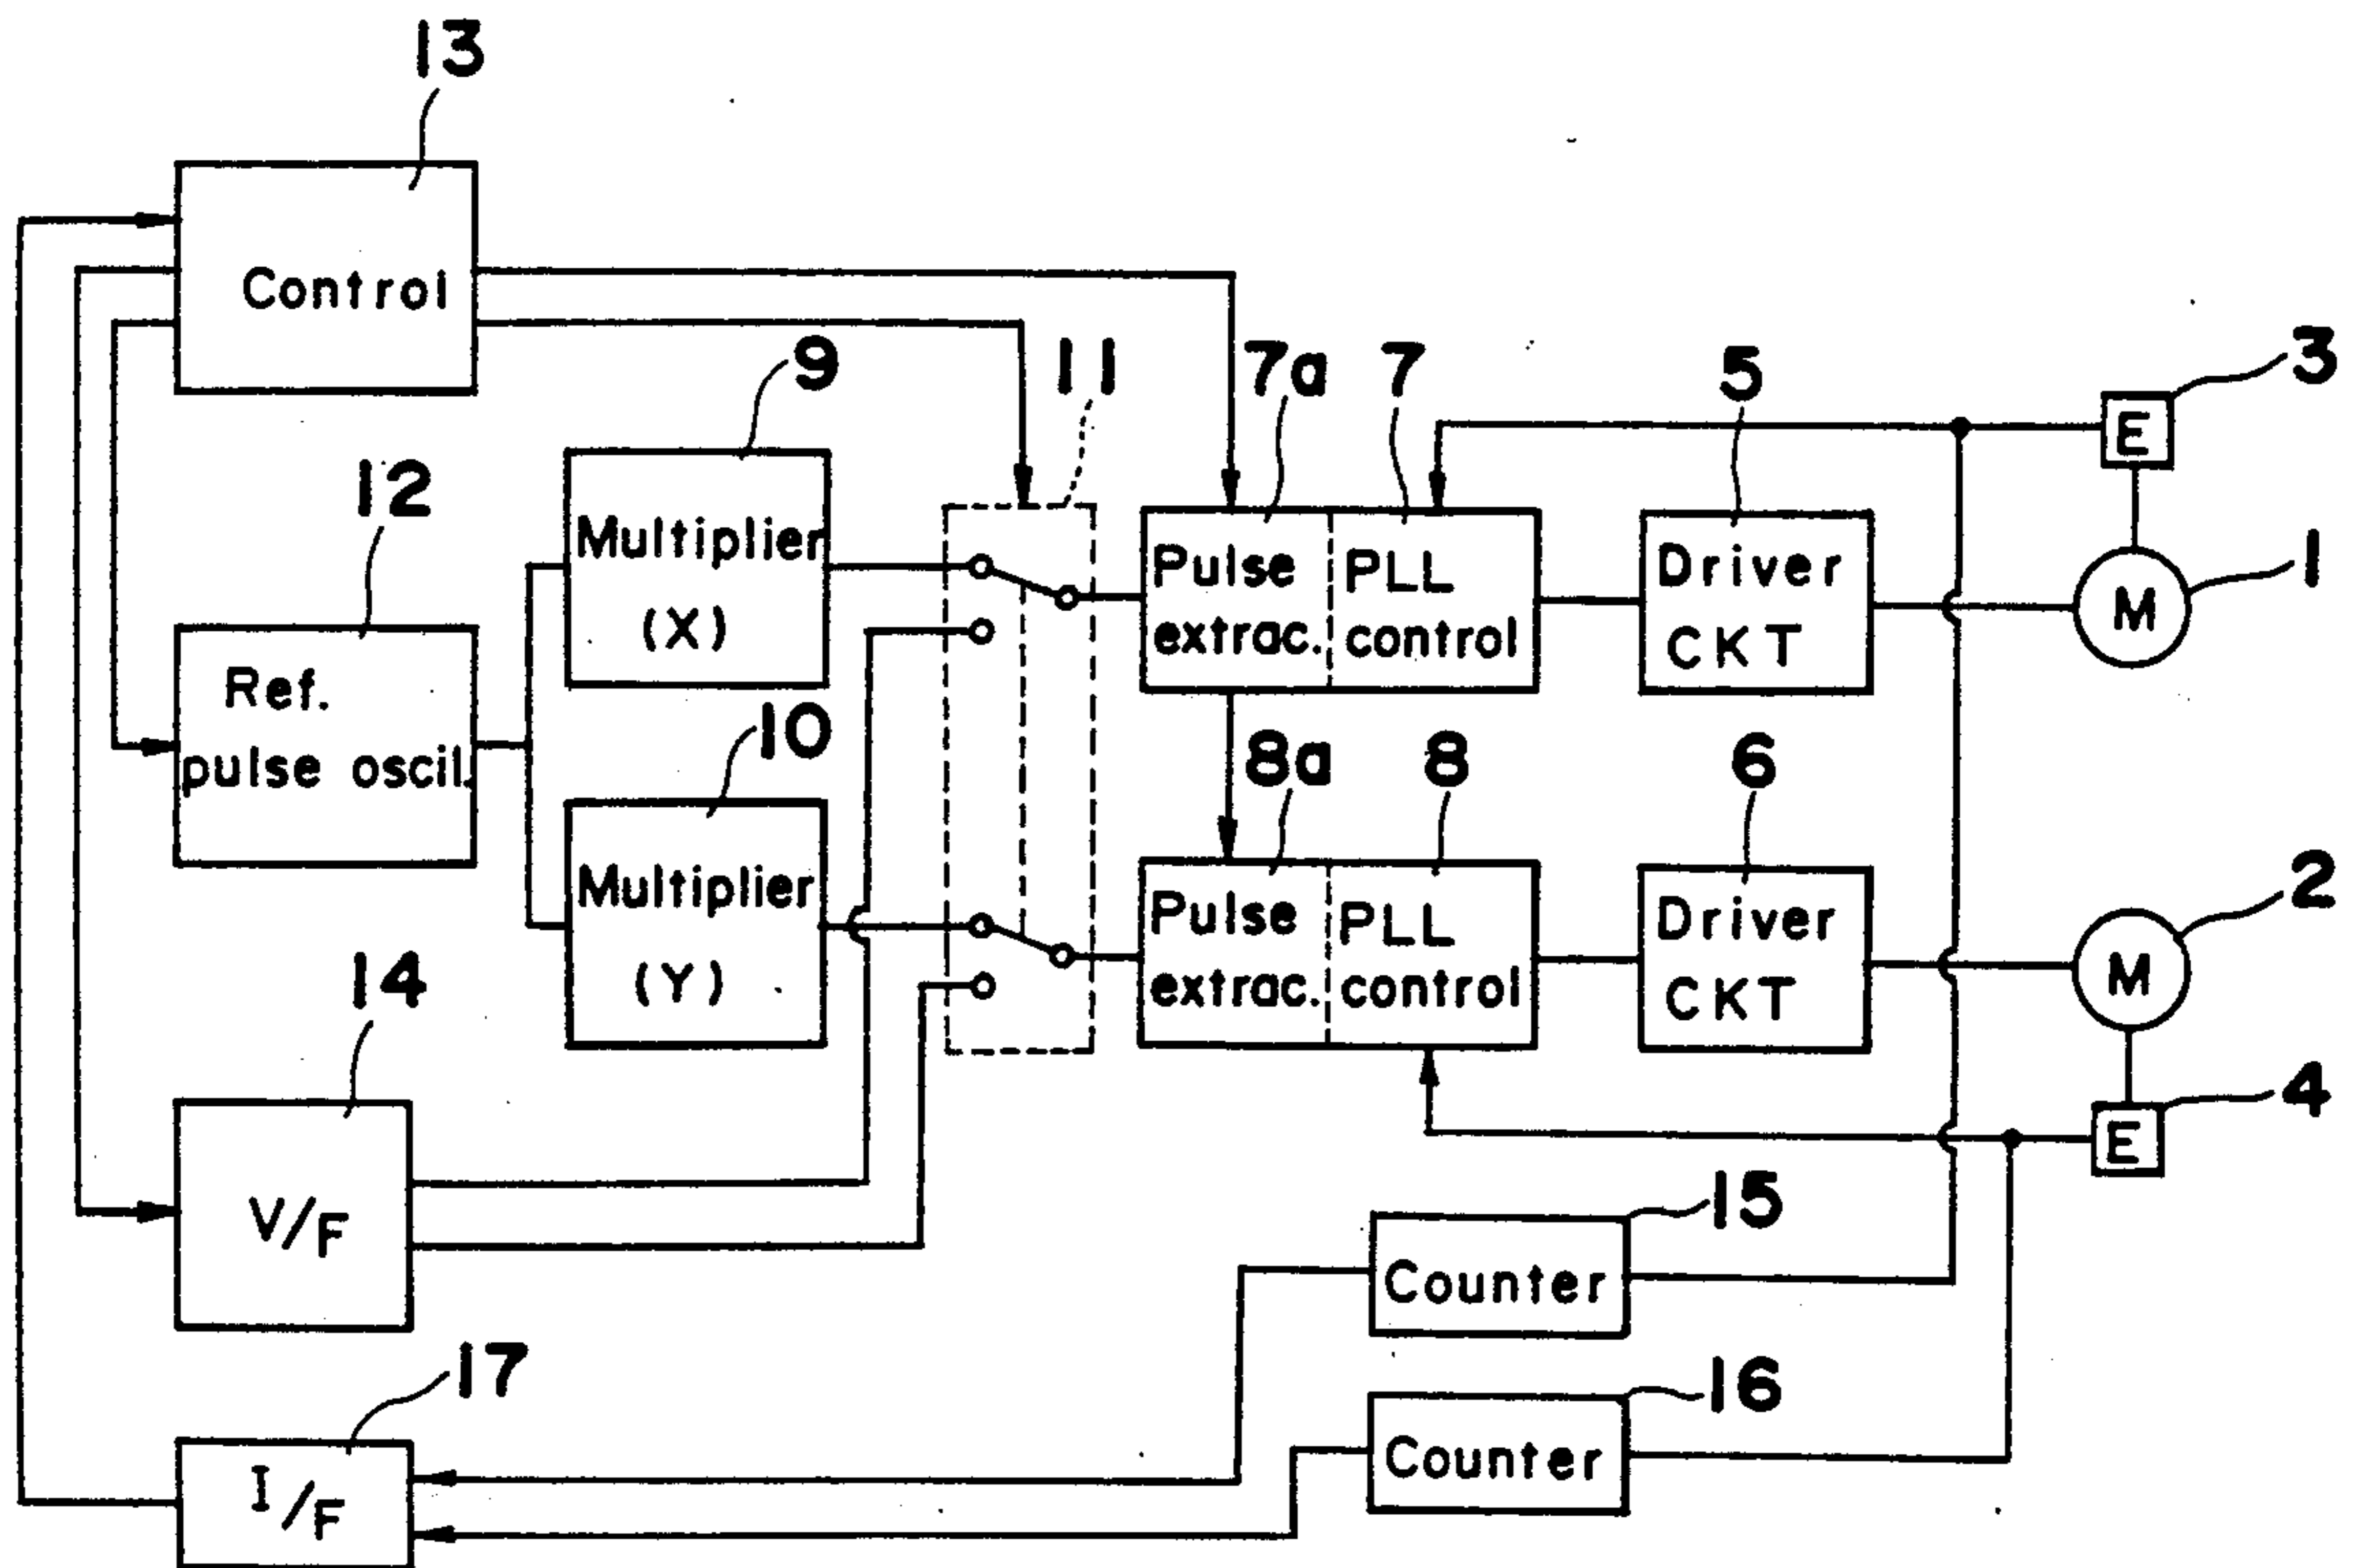 13
Control
9
11
7a
7
5
3
E
12
Multiplier
(X)
Pulse
extrac.
PLL
control
Driver
CKT
M
1
Ref.
pulse oscil.
10
8a
8
6
2
Multiplier
(Y)
Pulse
extrac.
PLL
control
Driver
CKT
M
14
4
E
V/F
15
Counter
17
16
I/F
Counter